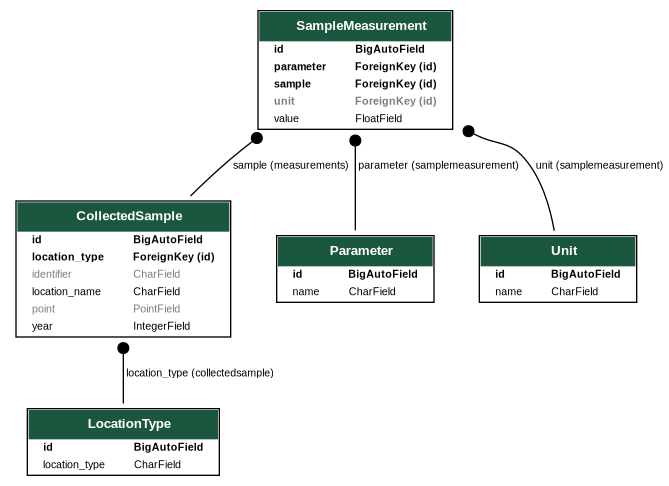 SampleMeasurement
id BigAutoField
parameter ForeignKey (id)
sample ForeignKey (id)
unit ForeignKey (id)
value FloatField
sample (measurements)
parameter (samplemeasurement)
unit (samplemeasurement)
CollectedSample
id BigAutoField
location_type ForeignKey (id)
identifier CharField
location_name CharField
point PointField
year IntegerField
Parameter
id BigAutoField
name CharField
Unit
id BigAutoField
name CharField
location_type (collectedsample)
LocationType
id BigAutoField
location_type CharField